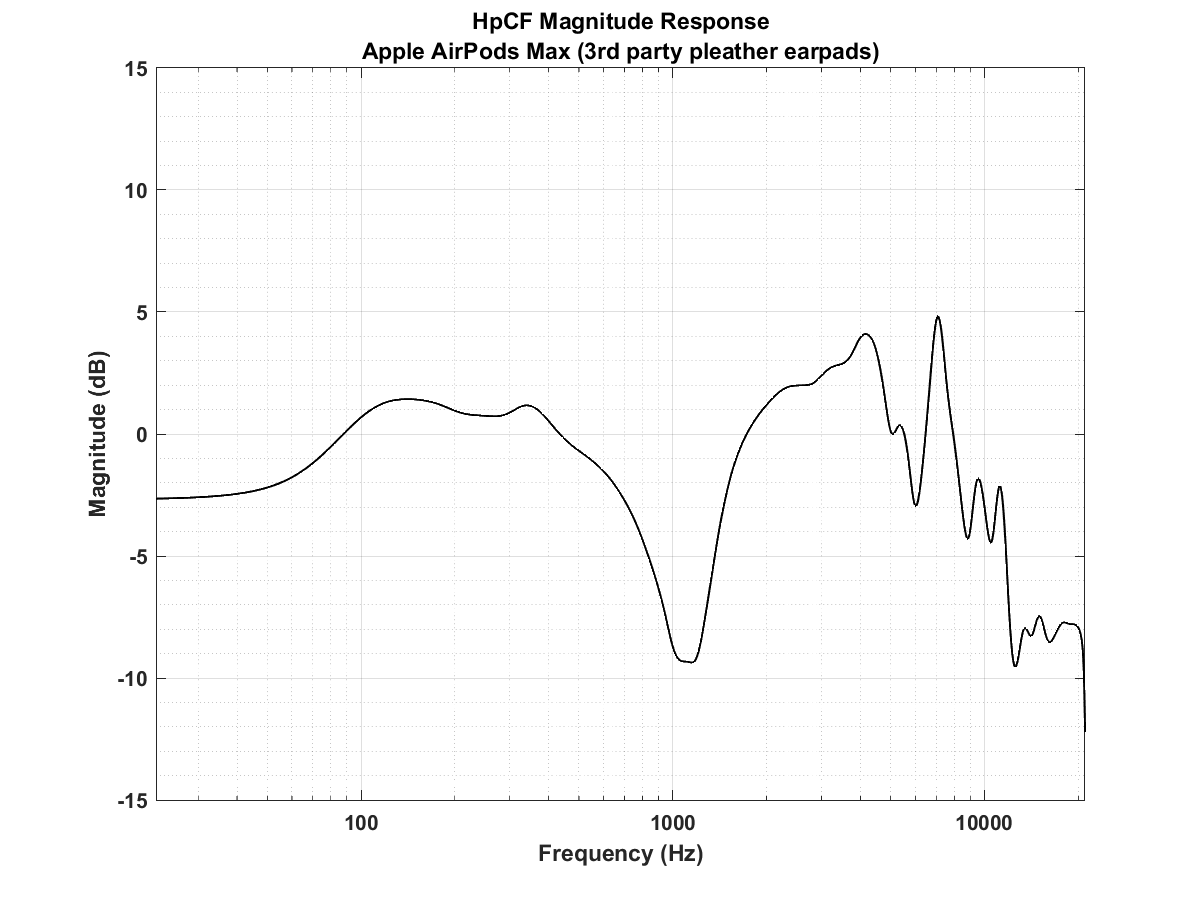 HpCF Magnitude Response
Apple AirPods Max (3rd party pleather earpads)
15
10
5
0
-5
-10
-15
Magnitude (dB)
100
1000
10000
Frequency (Hz)